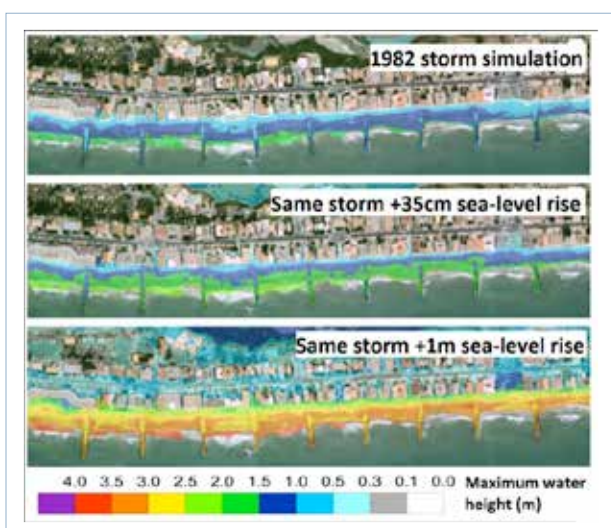 1982 storm simulation
Same storm +35cm sea-level rise
Same storm +1m sea-level rise
4.0 3.5 3.0 2.5 2.0 1.5 1.0 0.5 0.3 0.1 0.0 Maximum water
height (m)